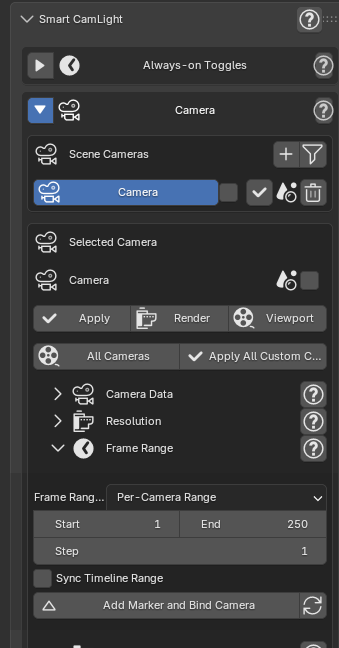 Smart CamLight
Always-on Toggles
Camera
Scene Cameras
Camera
Selected Camera
Camera
Apply Render Viewport
All Cameras Apply All Custom C...
Camera Data
Resolution
Frame Range
Frame Rang... Per-Camera Range
Start 1 End 250
Step 1
Sync Timeline Range
Add Marker and Bind Camera